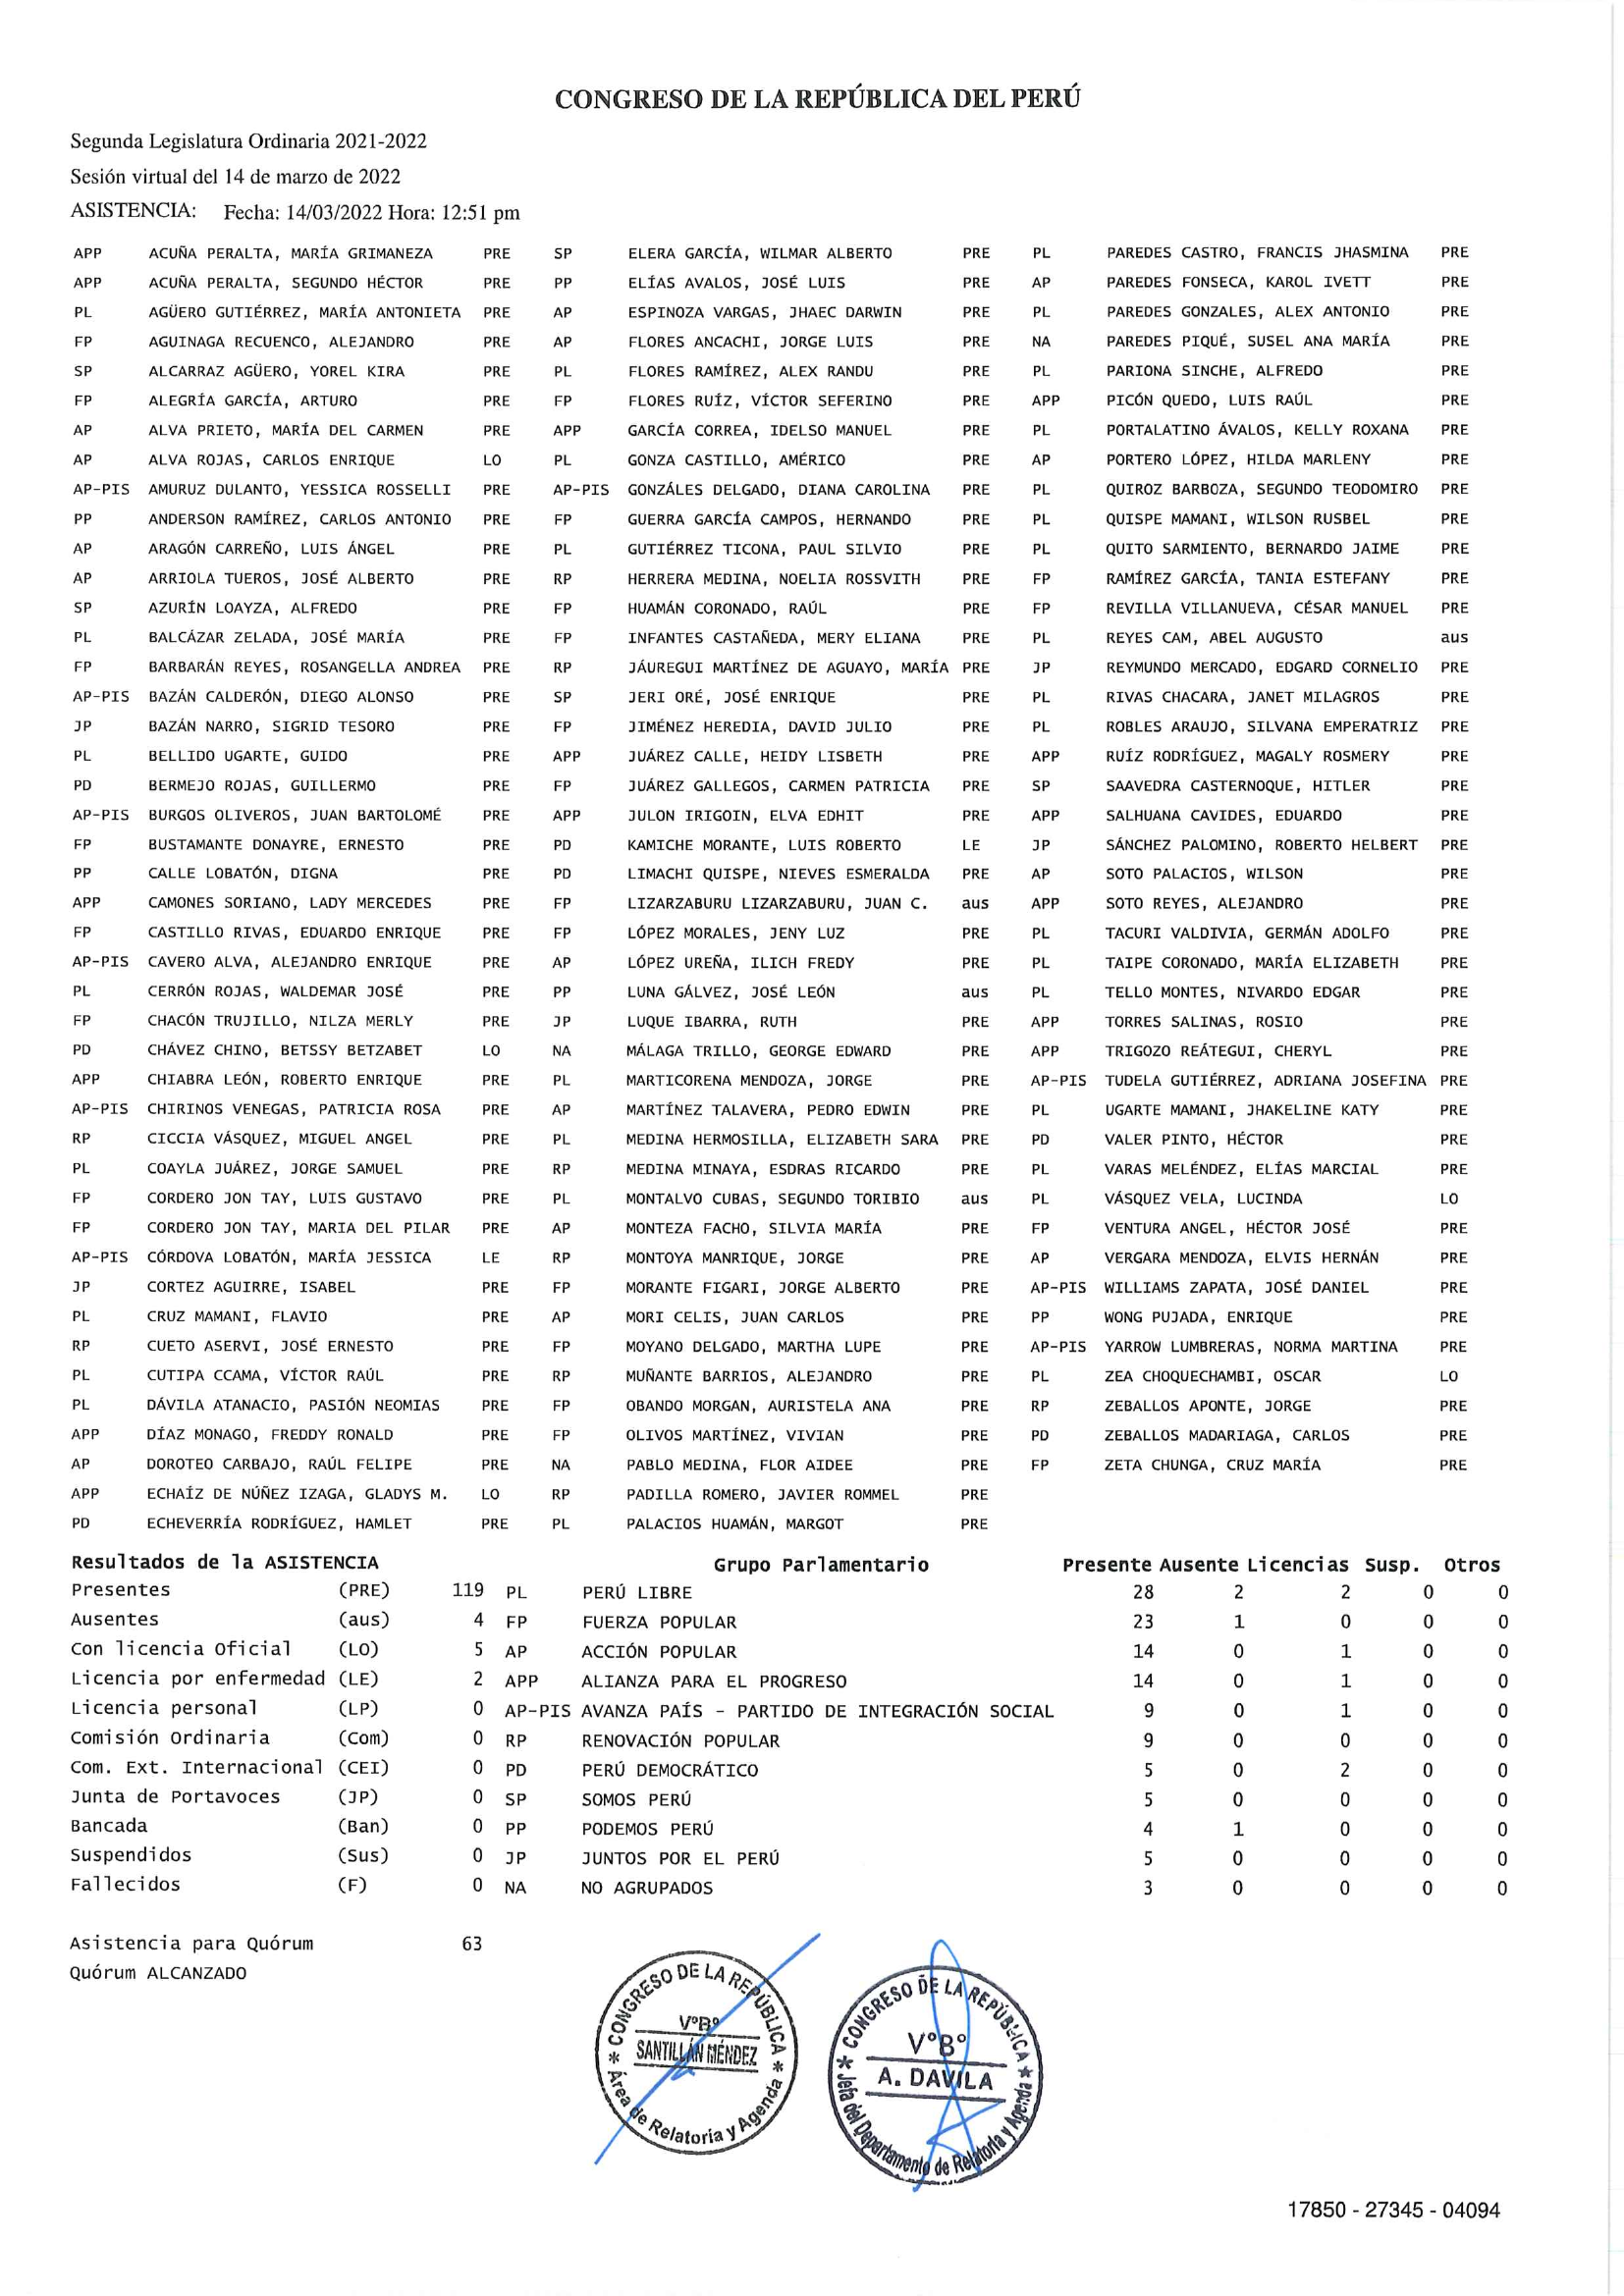 CONGRESO DE LA REPÚBLICA DEL PERÚ
Segunda Legislatura Ordinaria 2021-2022
Sesión virtual del 14 de marzo de 2022
ASISTENCIA: Fecha: 14/03/2022 Hora: 12:51 pm
APP ACUÑA PERALTA, MARÍA GRIMANEZA PRE SP ELERA GARCÍA, WILMAR ALBERTO PRE PL PAREDES CASTRO, FRANCIS JHASMINA PRE
APP ACUÑA PERALTA, SEGUNDO HÉCTOR PRE PP ELÍAS AVALOS, JOSÉ LUIS PRE AP PAREDES FONSECA, KAROL IVETT PRE
PL AGÜERO GUTIÉRREZ, MARÍA ANTONIETA PRE AP ESPINOZA VARGAS, JHAEC DARWIN PRE PL PAREDES GONZALES, ALEX ANTONIO PRE
FP AGUINAGA RECUENCO, ALEJANDRO PRE AP FLORES ANCACHI, JORGE LUIS PRE NA PAREDES PIQUÉ, SUSEL ANA MARÍA PRE
SP ALCARRAZ AGÜERO, YOREL KIRA PRE PL FLORES RAMÍREZ, ALEX RANDU PRE PL PARIONA SINCHE, ALFREDO PRE
FP ALEGRÍA GARCÍA, ARTURO PRE FP FLORES RUÍZ, VÍCTOR SEFERINO PRE APP PICÓN QUEDO, LUIS RAÚL PRE
AP ALVA PRIETO, MARÍA DEL CARMEN PRE APP GARCÍA CORREA, IDELSO MANUEL PRE PL PORTALATINO ÁVALOS, KELLY ROXANA PRE
AP ALVA ROJAS, CARLOS ENRIQUE LO PL GONZA CASTILLO, AMÉRICO PRE AP PORTERO LÓPEZ, HILDA MARLENY PRE
AP-PIS AMURUZ DULANTO, YESSICA ROSSELLI PRE AP-PIS GONZÁLES DELGADO, DIANA CAROLINA PRE PL QUIROZ BARBOZA, SEGUNDO TEODOMIRO PRE
PP ANDERSON RAMÍREZ, CARLOS ANTONIO PRE FP GUERRA GARCÍA CAMPOS, HERNANDO PRE PL QUISPE MAMANI, WILSON RUSBEL PRE
AP ARAGÓN CARREÑO, LUIS ÁNGEL PRE PL GUTIÉRREZ TICONA, PAUL SILVIO PRE PL QUITO SARMIENTO, BERNARDO JAIME PRE
AP ARRIOLA TUEROS, JOSÉ ALBERTO PRE RP HERRERA MEDINA, NOELIA ROSSVITH PRE FP RAMÍREZ GARCÍA, TANIA ESTEFANY PRE
SP AZURÍN LOAYZA, ALFREDO PRE FP HUAMÁN CORONADO, RAÚL PRE FP REVILLA VILLANUEVA, CÉSAR MANUEL PRE
PL BALCÁZAR ZELADA, JOSÉ MARÍA PRE FP INFANTES CASTAÑEDA, MERY ELIANA PRE PL REYES CAM, ABEL AUGUSTO aus
FP BARBARÁN REYES, ROSANGELLA ANDREA PRE RP JÁUREGUI MARTÍNEZ DE AGUAYO, MARÍA PRE JP REYMUNDO MERCADO, EDGARD CORNELIO PRE
AP-PIS BAZÁN CALDERÓN, DIEGO ALONSO PRE SP JERI ORÉ, JOSÉ ENRIQUE PRE PL RIVAS CHACARA, JANET MILAGROS PRE
JP BAZÁN NARRO, SIGRID TESORO PRE FP JIMÉNEZ HEREDIA, DAVID JULIO PRE PL ROBLES ARAUJO, SILVANA EMPERATRIZ PRE
PL BELLIDO UGARTE, GUIDO PRE APP JUÁREZ CALLE, HEIDY LISBETH PRE APP RUÍZ RODRÍGUEZ, MAGALY ROSMERY PRE
PD BERMEJO ROJAS, GUILLERMO PRE FP JUÁREZ GALLEGOS, CARMEN PATRICIA PRE SP SAAVEDRA CASTERNOQUE, HITLER PRE
AP-PIS BURGOS OLIVEROS, JUAN BARTOLOMÉ PRE APP JULON IRIGOIN, ELVA EDHIT PRE APP SALHUANA CAVIDES, EDUARDO PRE
FP BUSTAMANTE DONAYRE, ERNESTO PRE PD KAMICHE MORANTE, LUIS ROBERTO LE JP SÁNCHEZ PALOMINO, ROBERTO HELBERT PRE
PP CALLE LOBATÓN, DIGNA PRE PD LIMACHI QUISPE, NIEVES ESMERALDA PRE AP SOTO PALACIOS, WILSON PRE
APP CAMONES SORIANO, LADY MERCEDES PRE FP LIZARZABURU LIZARZABURU, JUAN C. aus APP SOTO REYES, ALEJANDRO PRE
FP CASTILLO RIVAS, EDUARDO ENRIQUE PRE FP LÓPEZ MORALES, JENY LUZ PRE PL TACURI VALDIVIA, GERMÁN ADOLFO PRE
AP-PIS CAVERO ALVA, ALEJANDRO ENRIQUE PRE AP LÓPEZ UREÑA, ILICH FREDY PRE PL TAIPE CORONADO, MARÍA ELIZABETH PRE
PL CERRÓN ROJAS, WALDEMAR JOSÉ PRE PP LUNA GÁLVEZ, JOSÉ LEÓN aus PL TELLO MONTES, NIVARDO EDGAR PRE
FP CHACÓN TRUJILLO, NILZA MERLY PRE JP LUQUE IBARRA, RUTH PRE APP TORRES SALINAS, ROSIO PRE
PD CHÁVEZ CHINO, BETSSY BETZABET LO NA MÁLAGA TRILLO, GEORGE EDWARD PRE APP TRIGOZO REÁTEGUI, CHERYL PRE
APP CHIABRA LEÓN, ROBERTO ENRIQUE PRE PL MARTICORENA MENDOZA, JORGE PRE AP-PIS TUDELA GUTIÉRREZ, ADRIANA JOSEFINA PRE
AP-PIS CHIRINOS VENEGAS, PATRICIA ROSA PRE AP MARTÍNEZ TALAVERA, PEDRO EDWIN PRE PL UGARTE MAMANI, JHAKELINE KATY PRE
RP CICCIA VÁSQUEZ, MIGUEL ANGEL PRE PL MEDINA HERMOSILLA, ELIZABETH SARA PRE PD VALER PINTO, HÉCTOR PRE
PL COAYLA JUÁREZ, JORGE SAMUEL PRE RP MEDINA MINAYA, ESDRAS RICARDO PRE PL VARAS MELÉNDEZ, ELÍAS MARCIAL PRE
FP CORDERO JON TAY, LUIS GUSTAVO PRE PL MONTALVO CUBAS, SEGUNDO TORIBIO aus PL VÁSQUEZ VELA, LUCINDA LO
FP CORDERO JON TAY, MARIA DEL PILAR PRE AP MONTEZA FACHO, SILVIA MARÍA PRE FP VENTURA ANGEL, HÉCTOR JOSÉ PRE
AP-PIS CÓRDOVA LOBATÓN, MARÍA JESSICA LE RP MONTOYA MANRIQUE, JORGE PRE AP VERGARA MENDOZA, ELVIS HERNÁN PRE
JP CORTEZ AGUIRRE, ISABEL PRE FP MORANTE FIGARI, JORGE ALBERTO PRE AP-PIS WILLIAMS ZAPATA, JOSÉ DANIEL PRE
PL CRUZ MAMANI, FLAVIO PRE AP MORI CELIS, JUAN CARLOS PRE PP WONG PUJADA, ENRIQUE PRE
RP CUETO ASERVI, JOSÉ ERNESTO PRE FP MOYANO DELGADO, MARTHA LUPE PRE AP-PIS YARROW LUMBRERAS, NORMA MARTINA PRE
PL CUTIPA CCAMA, VÍCTOR RAÚL PRE RP MUÑANTE BARRIOS, ALEJANDRO PRE PL ZEA CHOQUECHAMBI, OSCAR LO
PL DÁVILA ATANACIO, PASIÓN NEOMIAS PRE FP OBANDO MORGAN, AURISTELA ANA PRE RP ZEBALLOS APONTE, JORGE PRE
APP DÍAZ MONAGO, FREDDY RONALD PRE FP OLIVOS MARTÍNEZ, VIVIAN PRE PD ZEBALLOS MADARIAGA, CARLOS PRE
AP DOROTEO CARBAJO, RAÚL FELIPE PRE NA PABLO MEDINA, FLOR AIDEE PRE FP ZETA CHUNGA, CRUZ MARÍA PRE
APP ECHAÍZ DE NÚÑEZ IZAGA, GLADYS M. LO RP PADILLA ROMERO, JAVIER ROMMEL PRE
PD ECHEVERRÍA RODRÍGUEZ, HAMLET PRE PL PALACIOS HUAMÁN, MARGOT PRE
Resultados de la ASISTENCIA Grupo Parlamentario Presente Ausente Licencias Susp. Otros
Presentes (PRE) 119 PL PERÚ LIBRE 28 2 2 0 0
Ausentes (aus) 4 FP FUERZA POPULAR 23 1 0 0 0
Con licencia Oficial (LO) 5 AP ACCIÓN POPULAR 14 0 1 0 0
Licencia por enfermedad (LE) 2 APP ALIANZA PARA EL PROGRESO 14 0 1 0 0
Licencia personal (LP) 0 AP-PIS AVANZA PAÍS - PARTIDO DE INTEGRACIÓN SOCIAL 9 0 1 0 0
Comisión Ordinaria (Com) 0 RP RENOVACIÓN POPULAR 9 0 0 0 0
Com. Ext. Internacional (CEI) 0 PD PERÚ DEMOCRÁTICO 5 0 2 0 0
Junta de Portavoces (JP) 0 SP SOMOS PERÚ 5 0 0 0 0
Bancada (Ban) 0 PP PODEMOS PERÚ 4 1 0 0 0
Suspendidos (Sus) 0 JP JUNTOS POR EL PERÚ 5 0 0 0 0
Fallecidos (F) 0 NA NO AGRUPADOS 3 0 0 0 0
Asistencia para Quórum 63
Quórum ALCANZADO
* CONGRESO DE LA REPÚBLICA *
V°B°
SANTILLÁN MÉNDEZ
Área de Relatoría y Agenda
* CONGRESO DE LA REPÚBLICA *
V°B°
A. DAVILA
Jefa del Departamento de Relatoría y Agenda
17850 - 27345 - 04094